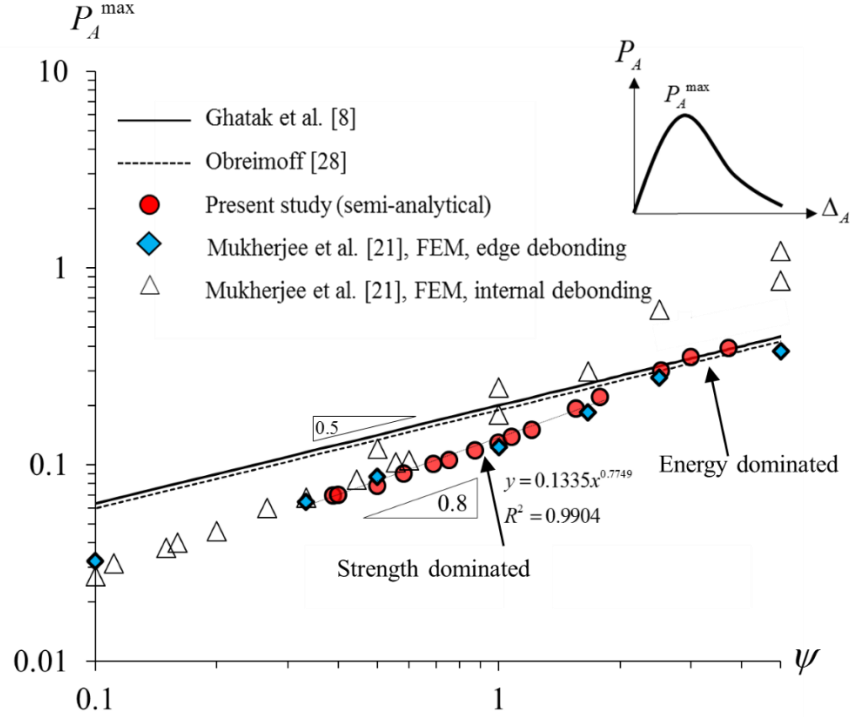 P_A^max
10
1
0.1
0.01
Ghatak et al. [8]
Obreimoff [28]
Present study (semi-analytical)
Mukherjee et al. [21], FEM, edge debonding
Mukherjee et al. [21], FEM, internal debonding
P_A
P_A^max
Δ_A
0.5
0.8
y = 0.1335x^0.7749
R² = 0.9904
Energy dominated
Strength dominated
ψ
0.1
1